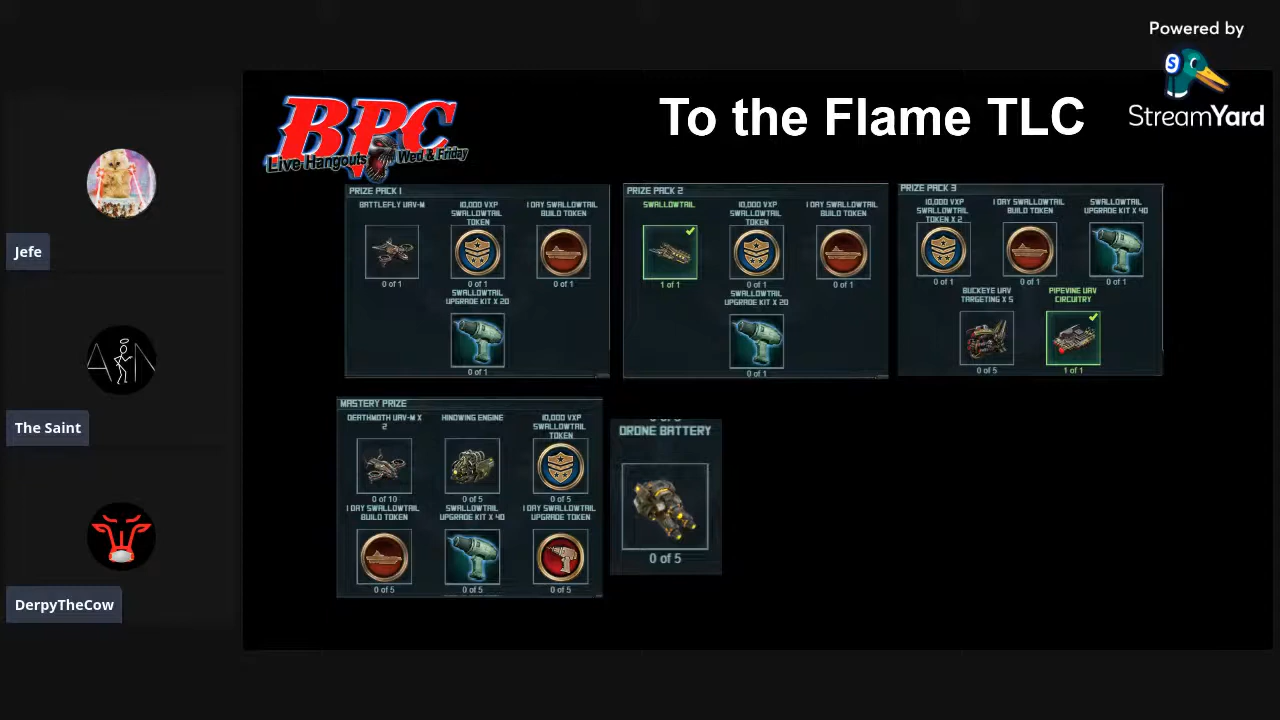 Powered by
StreamYard
BPC
Live Hangouts Wed & Friday
To the Flame TLC
Jefe
The Saint
DerpyTheCow
PRIZE PACK 1
BATTLEFLY UAV-M
0 of 1
10,000 VXP
SWALLOWTAIL
TOKEN
0 of 1
1 DAY SWALLOWTAIL
BUILD TOKEN
0 of 1
SWALLOWTAIL
UPGRADE KIT X 20
0 of 1
PRIZE PACK 2
SWALLOWTAIL
1 of 1
10,000 VXP
SWALLOWTAIL
TOKEN
0 of 1
1 DAY SWALLOWTAIL
BUILD TOKEN
0 of 1
SWALLOWTAIL
UPGRADE KIT X 20
0 of 1
PRIZE PACK 3
10,000 VXP
SWALLOWTAIL
TOKEN X 2
0 of 1
1 DAY SWALLOWTAIL
BUILD TOKEN
0 of 1
SWALLOWTAIL
UPGRADE KIT X 40
0 of 1
BUCKEYE UAV
TARGETING X 5
0 of 5
PIPEVINE UAV
CIRCUITRY
1 of 1
MASTERY PRIZE
DEATHMOTH UAV-M X
2
0 of 10
HINDWING ENGINE
0 of 5
10,000 VXP
SWALLOWTAIL
TOKEN
0 of 5
1 DAY SWALLOWTAIL
BUILD TOKEN
0 of 5
SWALLOWTAIL
UPGRADE KIT X 40
0 of 5
1 DAY SWALLOWTAIL
UPGRADE TOKEN
0 of 5
DRONE BATTERY
0 of 5